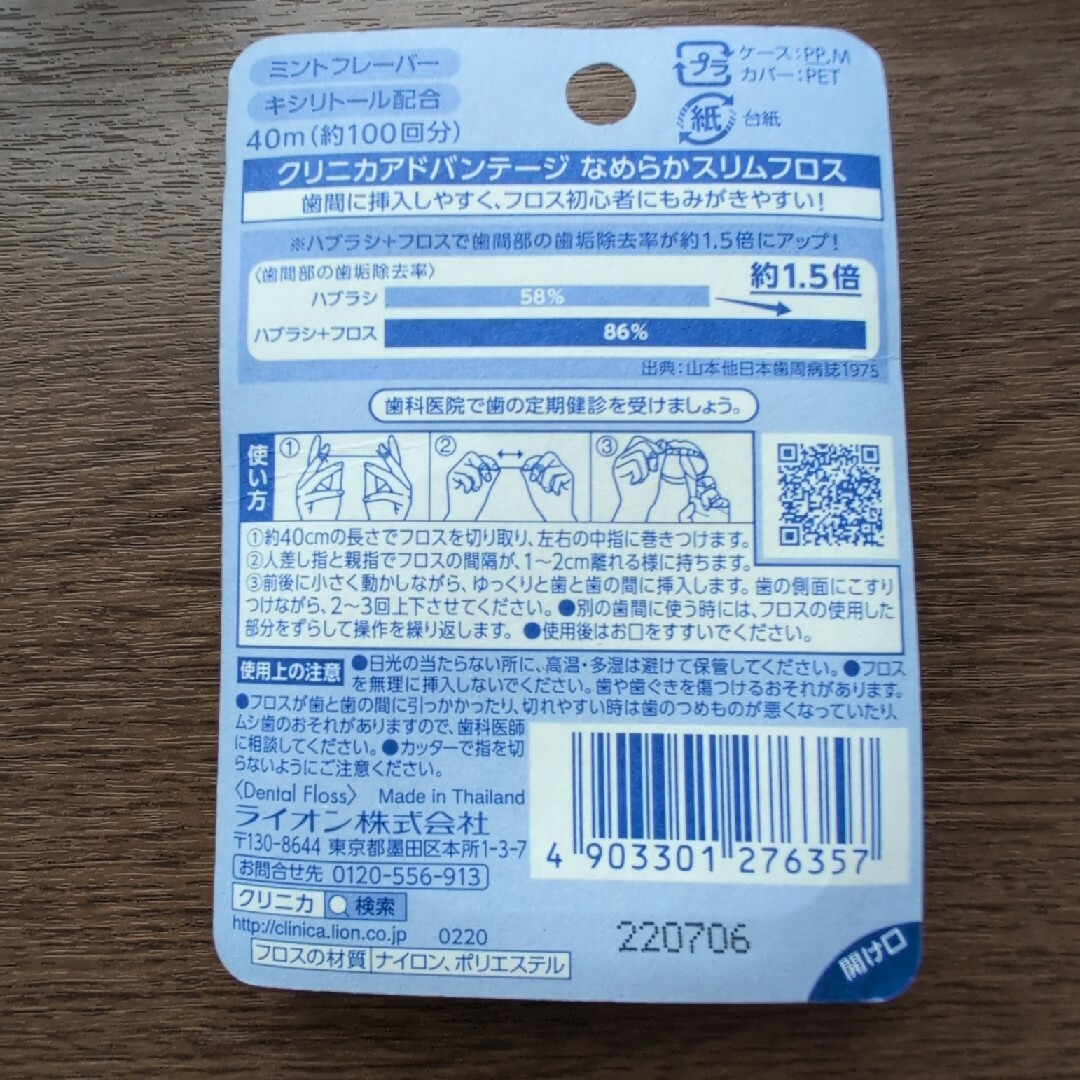 ミントフレーバー
キシリトール配合
40m(約100回分)
プラ
ケース:PP,M
カバー:PET
紙
台紙
クリニカアドバンテージ なめらかスリムフロス
歯間に挿入しやすく、フロス初心者にもみがきやすい!
※ハブラシ+フロスで歯間部の歯垢除去率が約1.5倍にアップ!
〈歯間部の歯垢除去率〉
約1.5倍
ハブラシ 58%
ハブラシ+フロス 86%
出典:山本他日本歯周病誌1975
歯科医院で歯の定期健診を受けましょう。
使い方
① ② ③
①約40cmの長さでフロスを切り取り、左右の中指に巻きつけます。
②人差し指と親指でフロスの間隔が、1～2cm離れる様に持ちます。
③前後に小さく動かしながら、ゆっくりと歯と歯の間に挿入します。歯の側面にこすり
つけながら、2～3回上下させてください。●別の歯間に使う時には、フロスの使用した
部分をずらして操作を繰り返します。●使用後はお口をすすいでください。
使用上の注意
●日光の当たらない所に、高温・多湿は避けて保管してください。●フロス
を無理に挿入しないでください。歯や歯ぐきを傷つけるおそれがあります。
●フロスが歯と歯の間に引っかかったり、切れやすい時は歯のつめものが悪くなっていたり、
ムシ歯のおそれがありますので、歯科医師
に相談してください。●カッターで指を切
らないようにご注意ください。
〈Dental Floss〉 Made in Thailand
ライオン株式会社
〒130-8644 東京都墨田区本所1-3-7
お問合せ先 0120-556-913
クリニカ 検索
http://clinica.lion.co.jp 0220
フロスの材質 ナイロン、ポリエステル
4 903301 276357
220706
開け口